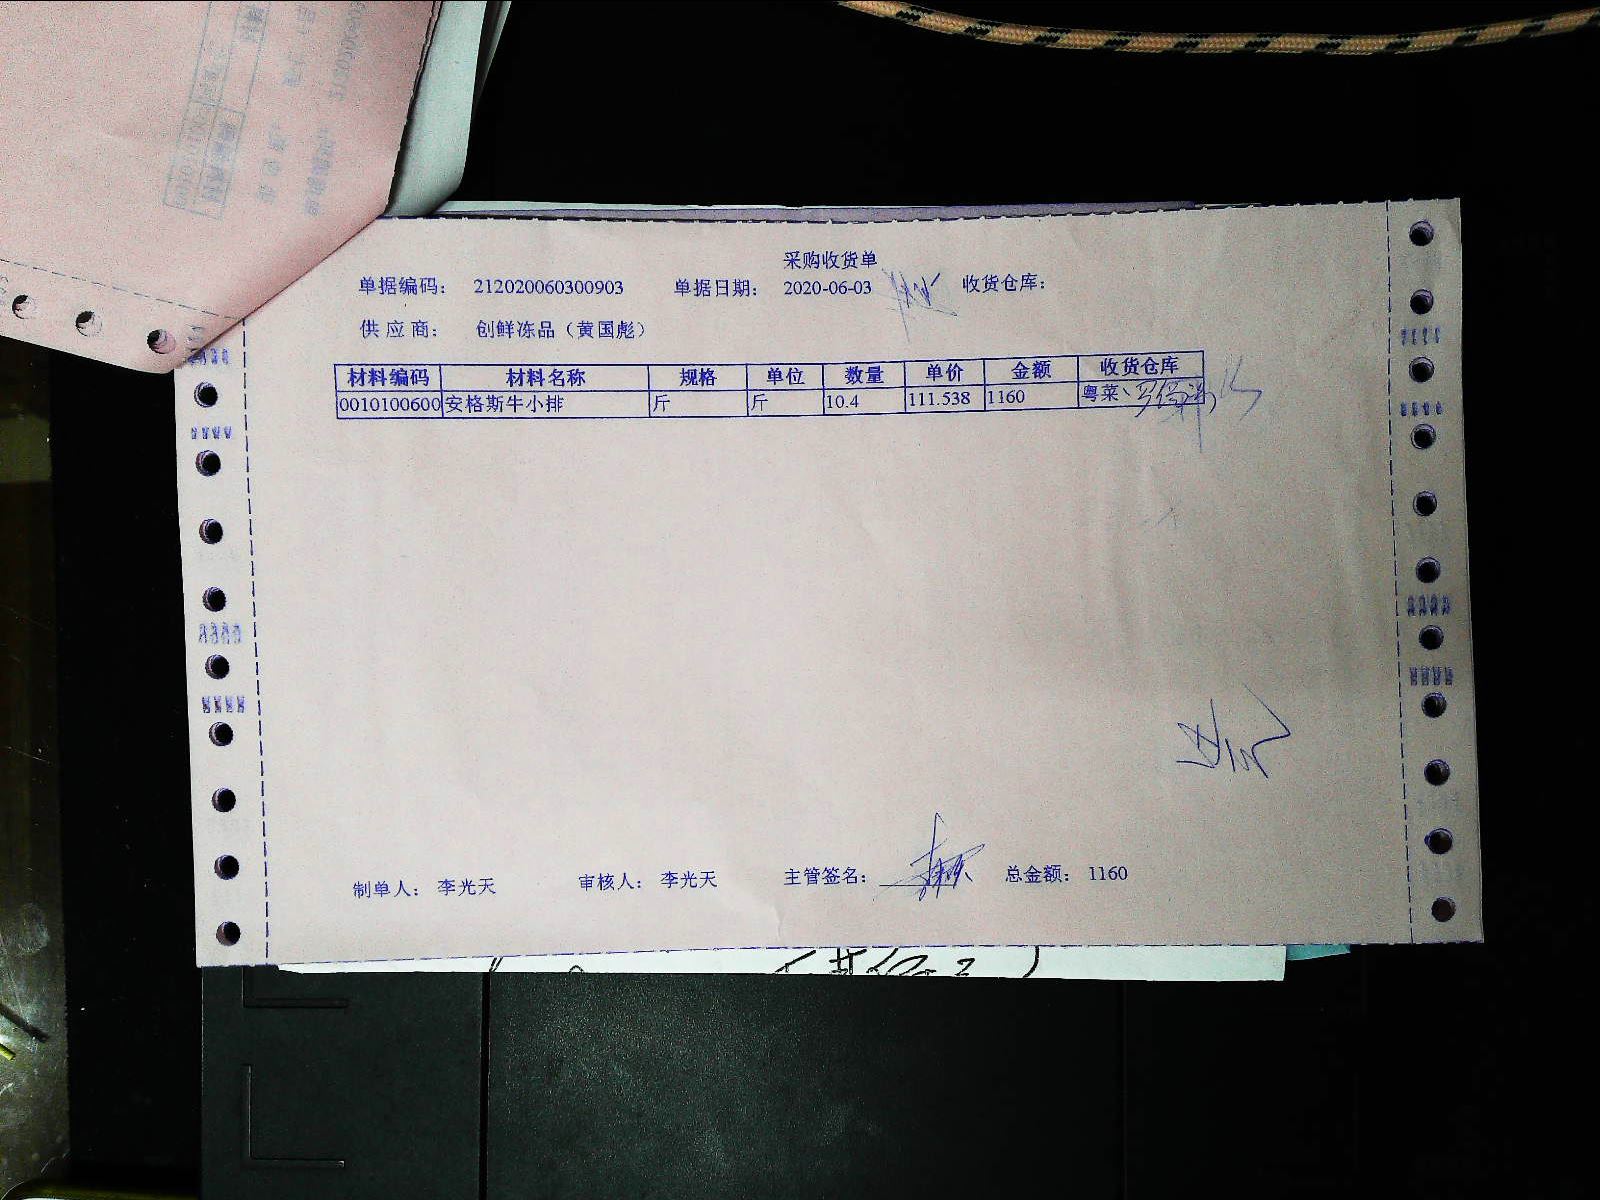 采购收货单
单据编码： 212020060300903 单据日期： 2020-06-03 收货仓库：
供 应 商： 创鲜冻品（黄国彪）
材料编码 材料名称 规格 单位 数量 单价 金额 收货仓库
0010100600 安格斯牛小排 斤 斤 10.4 111.538 1160 粤菜、
制单人： 李光天 审核人： 李光天 主管签名： 总金额： 1160